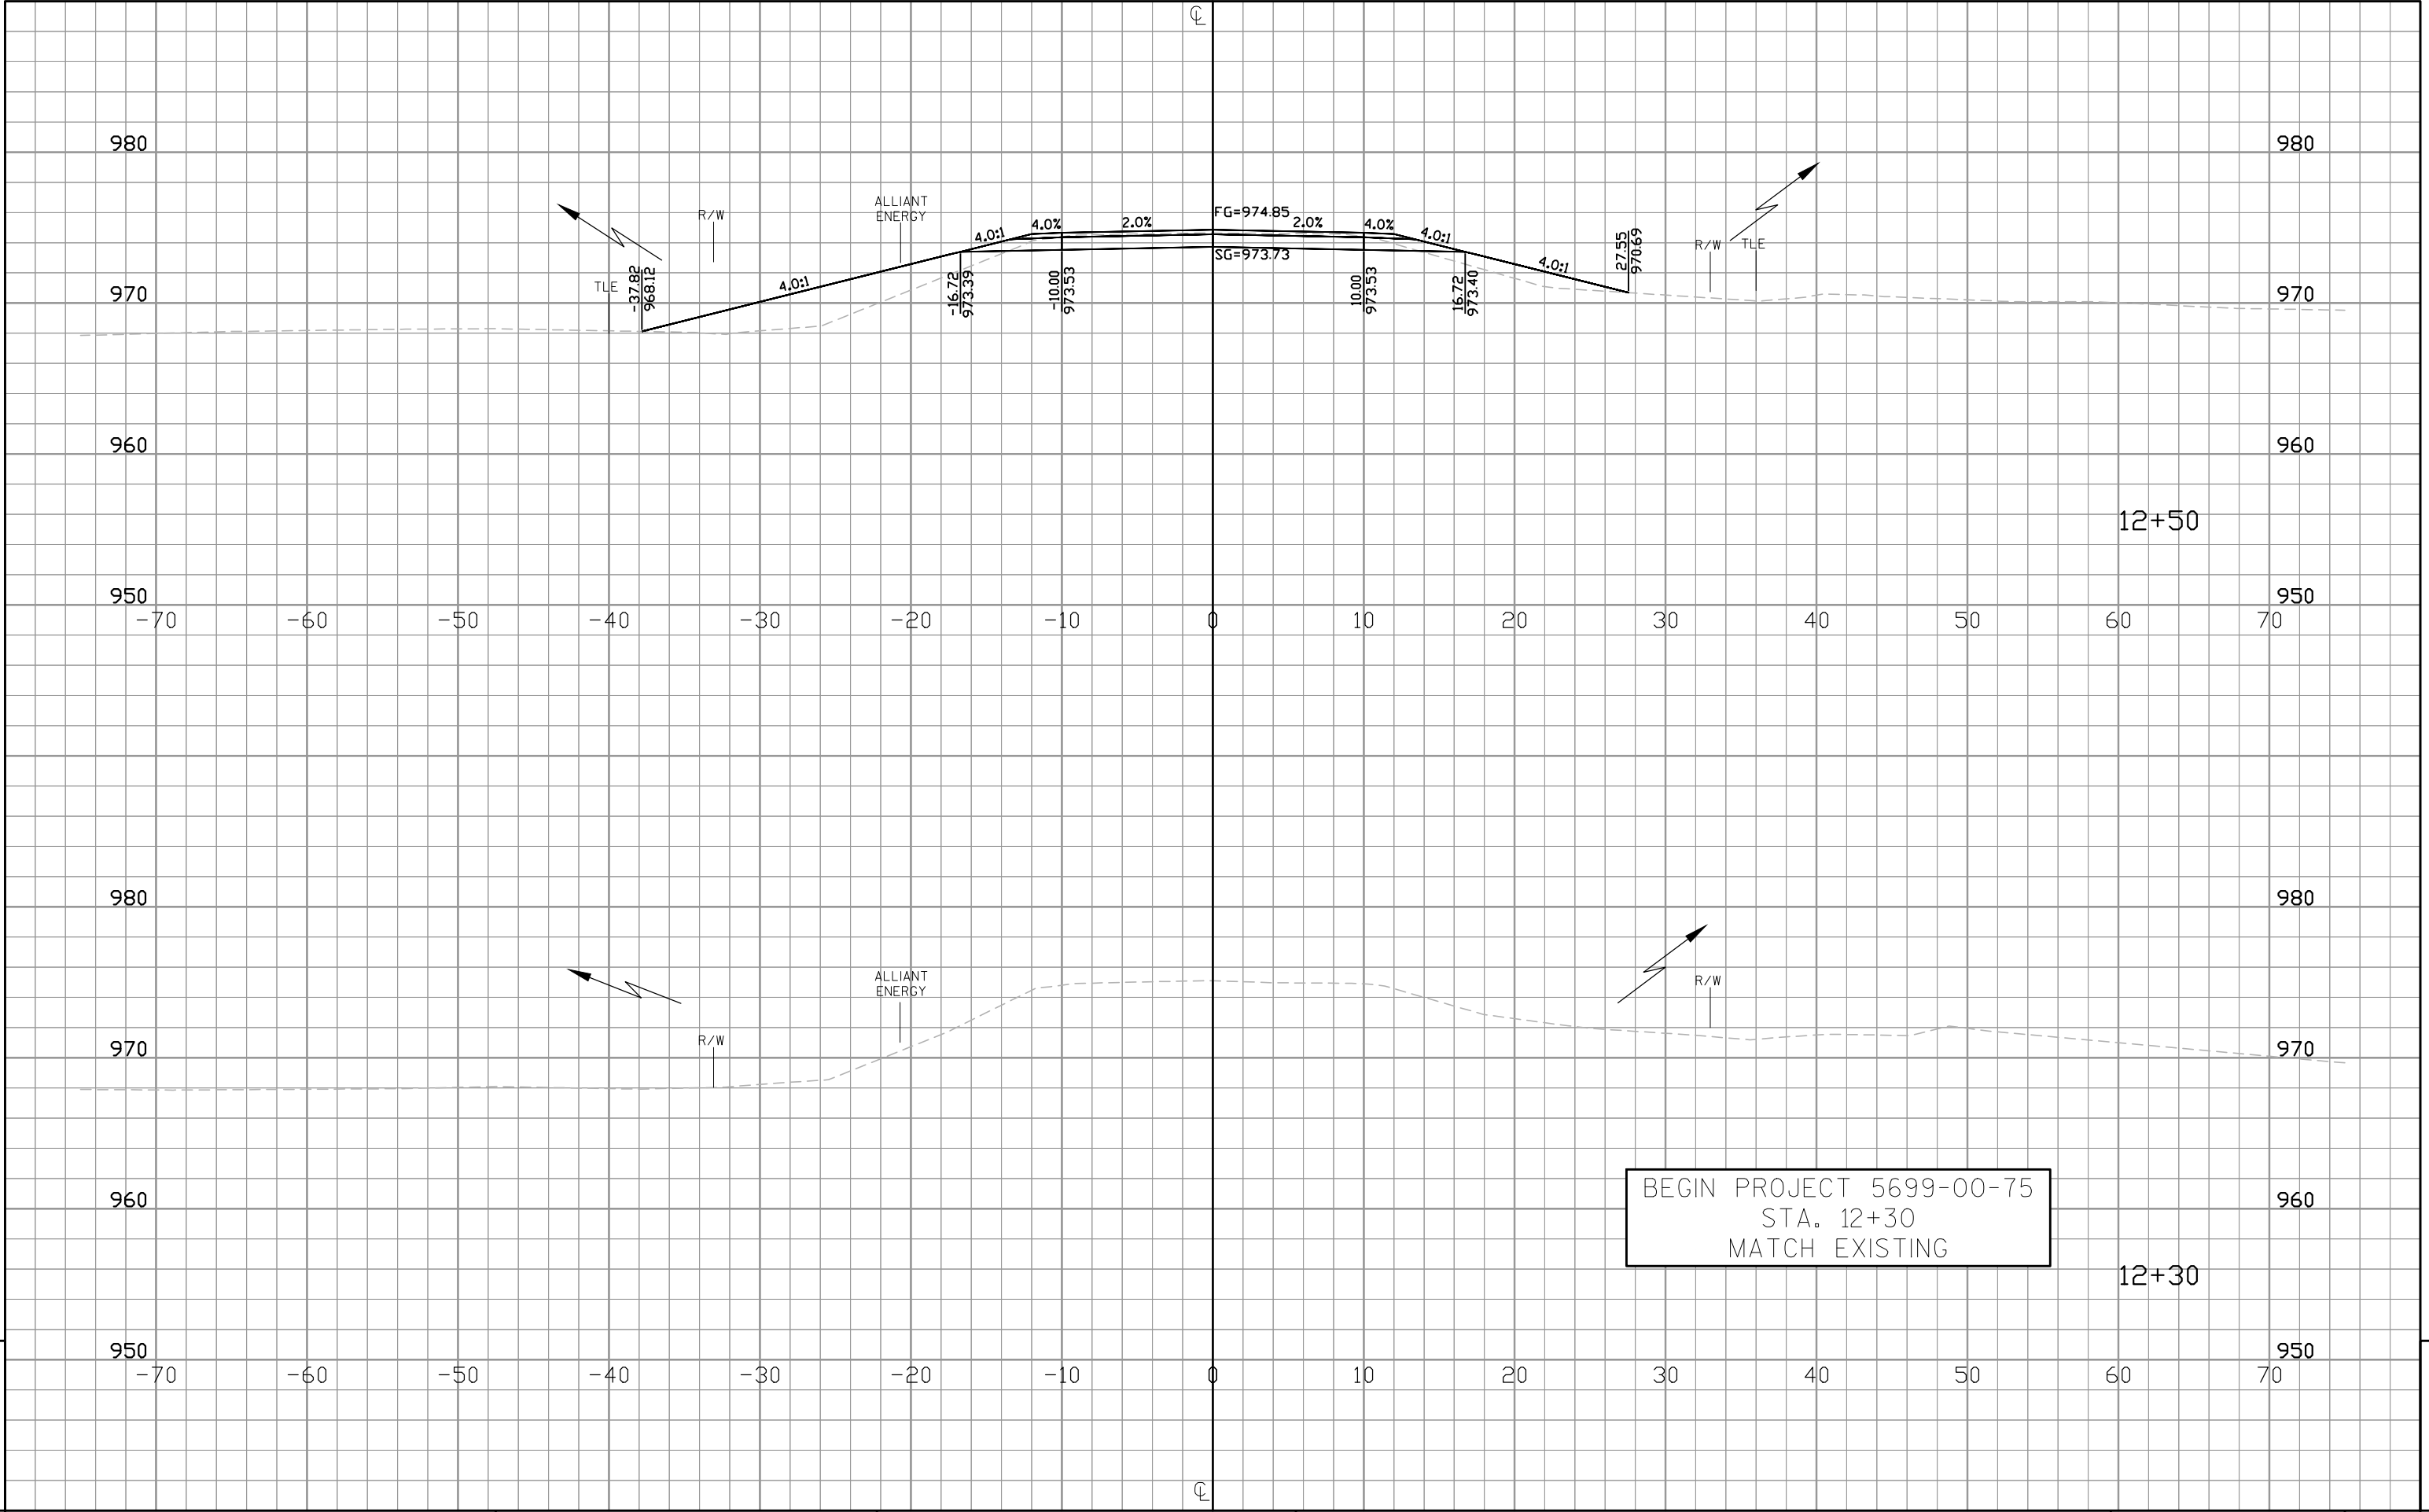 ℄
980 980
ALLIANT
ENERGY
R/W
4.0:1 4.0% 2.0% FG=974.85 2.0% 4.0% 4.0:1
27.55
970.69
R/W TLE
SG=973.73
TLE
-37.82
968.12
4.0:1
-16.72
973.39
-10.00
973.53
10.00
973.53
16.72
973.40
4.0:1
970 970
960 960
12+50
950 950
-70 -60 -50 -40 -30 -20 -10 0 10 20 30 40 50 60 70
980 980
ALLIANT
ENERGY
R/W
R/W
970 970
BEGIN PROJECT 5699-00-75
STA. 12+30
MATCH EXISTING
960 960
12+30
950 950
-70 -60 -50 -40 -30 -20 -10 0 10 20 30 40 50 60 70
℄